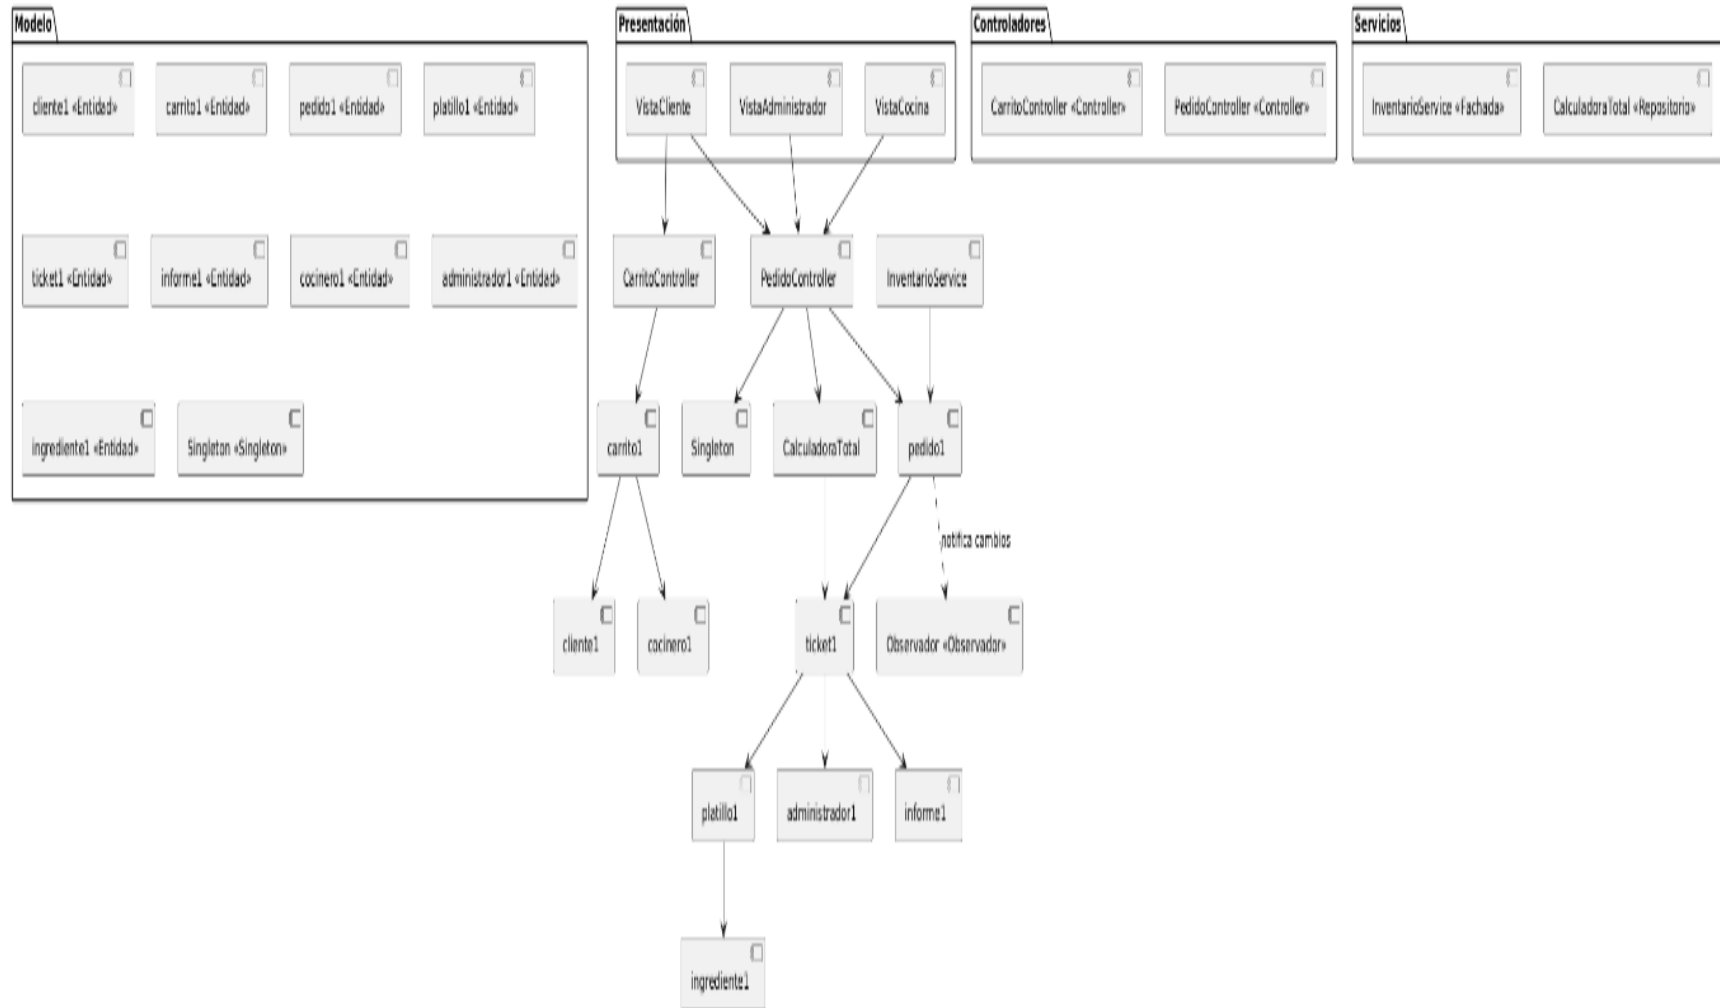 Modelo
Presentación
Controladores
Servicios
cliente1 «Entidad»
carrito1 «Entidad»
pedido1 «Entidad»
platillo1 «Entidad»
VistaCliente
VistaAdministrador
VistaCocina
CarritoController «Controller»
PedidoController «Controller»
InventarioService «Fachada»
CalculadoraTotal «Repositorio»
ticket1 «Entidad»
informe1 «Entidad»
cocinero1 «Entidad»
administrador1 «Entidad»
CarritoController
PedidoController
InventarioService
ingrediente1 «Entidad»
Singleton «Singleton»
carrito1
Singleton
CalculadoraTotal
pedido1
notifica cambios
cliente1
cocinero1
ticket1
Observador «Observador»
platillo1
administrador1
informe1
ingrediente1